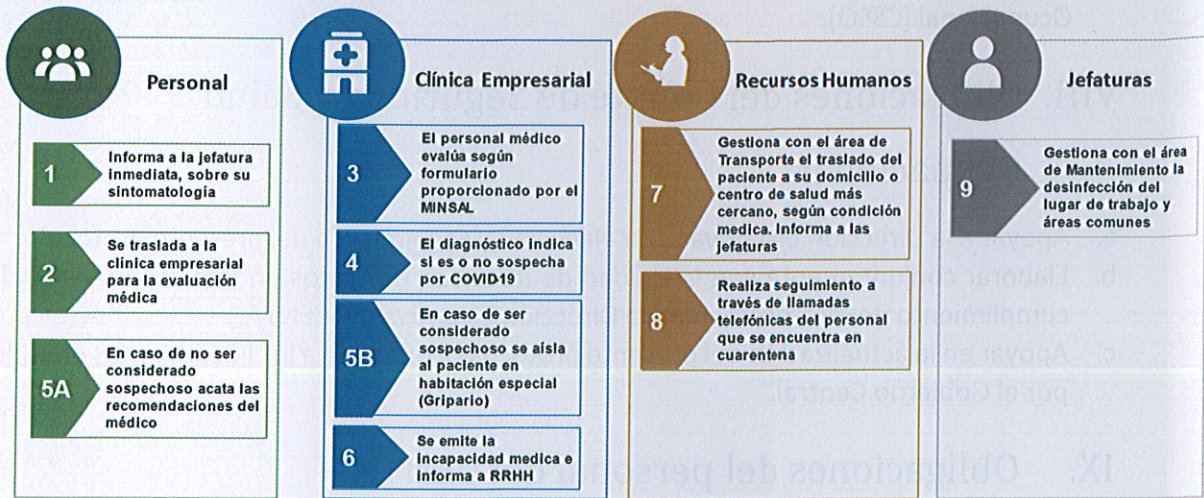 Personal
1
Informa a la jefatura
inmediata, sobre su
sintomatología
2
Se traslada a la
clínica empresarial
para la evaluación
médica
5A
En caso de no ser
considerado
sospechoso acata las
recomendaciones del
médico
Clínica Empresarial
3
El personal médico
evalúa según
formulario
proporcionado por el
MINSAL
4
El diagnóstico indica
si es o no sospecha
por COVID19
5B
En caso de ser
considerado
sospechoso se aísla
al paciente en
habitación especial
(Gripario)
6
Se emite la
Incapacidad medica e
informa a RRHH
Recursos Humanos
7
Gestiona con el área de
Transporte el traslado del
paciente a su domicilio o
centro de salud más
cercano, según condición
medica. Informa a las
jefaturas
8
Realiza seguimiento a
través de llamadas
telefónicas del personal
que se encuentra en
cuarentena
Jefaturas
9
Gestiona con el área
de Mantenimiento la
desinfección del
lugar de trabajo y
áreas comunes
IX. Obligaciones del personal
por el Gobierno Central.